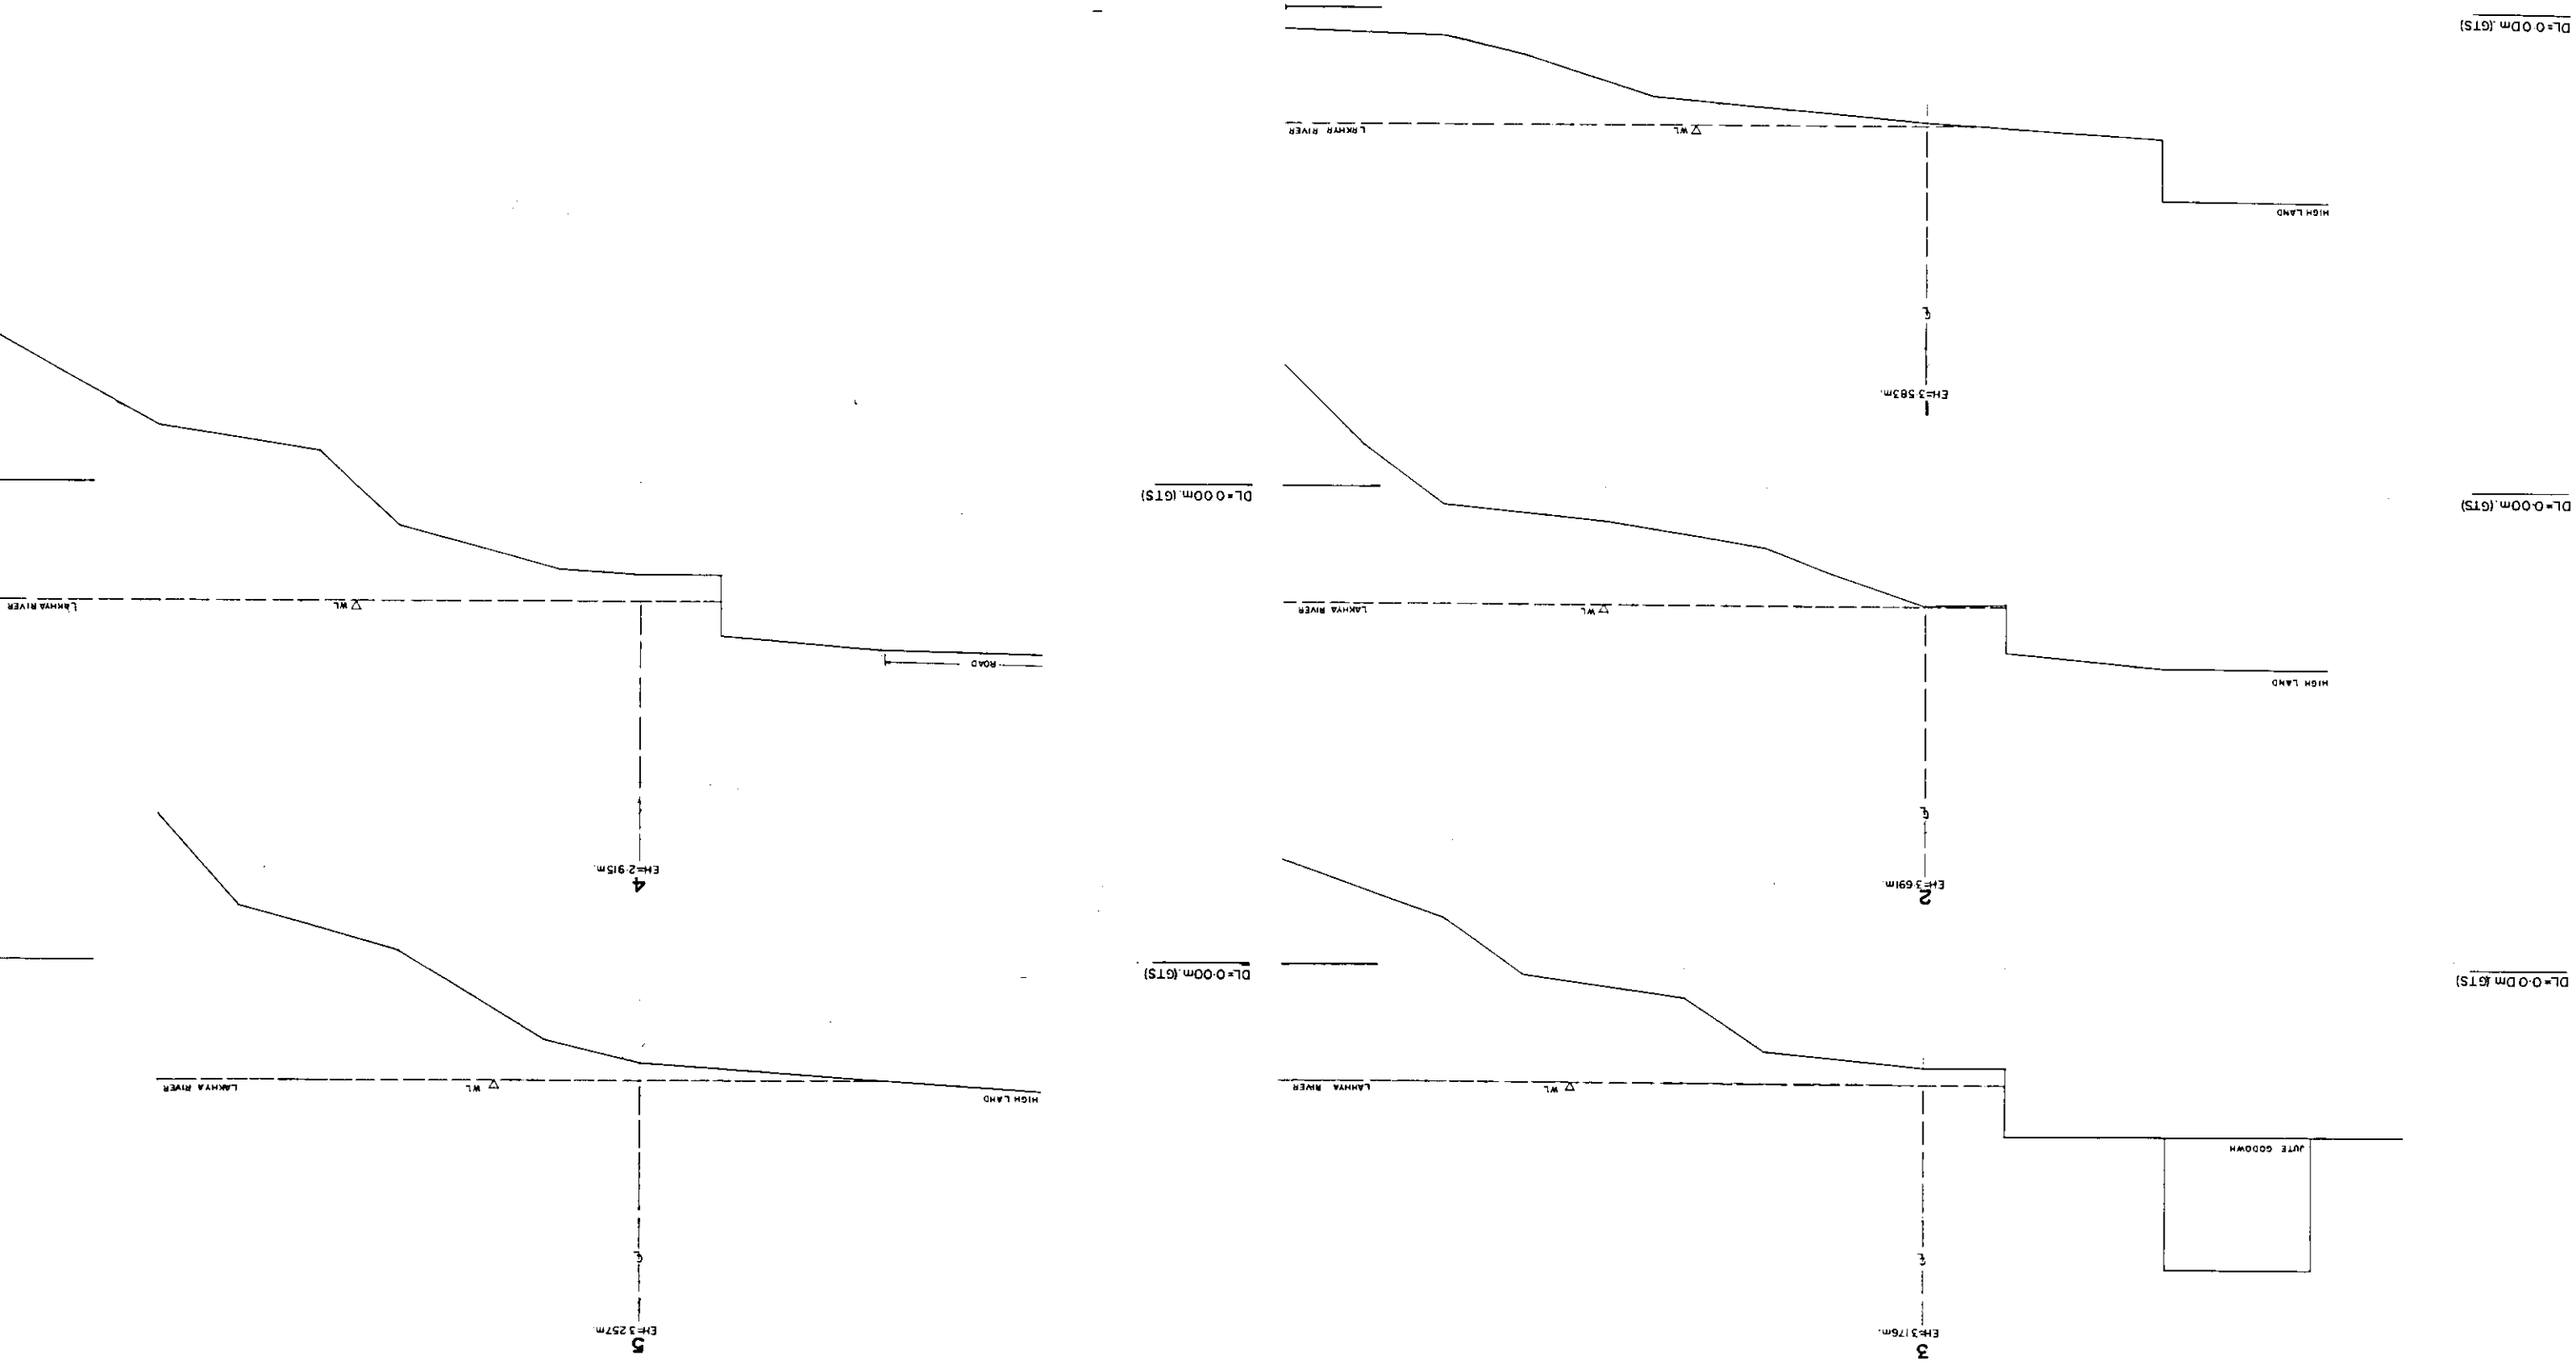 3
EH=3.176m.
℄
JUTE GODOWH
WL
LAKHYA RIVER
DL=0.00m.(GTS)
2
EH=3.691m.
℄
HIGH LAND
WL
LAKHYA RIVER
DL=0.00m.(GTS)
1
EH=3.583m.
℄
HIGH LAND
WL
LAKHYA RIVER
DL=0.00m.(GTS)
5
EH=3.257m.
℄
HIGH LAND
WL
LAKHYA RIVER
DL=0.00m.(GTS)
4
EH=2.915m.
ROAD
WL
LAKHYA RIVER
DL=0.00m.(GTS)